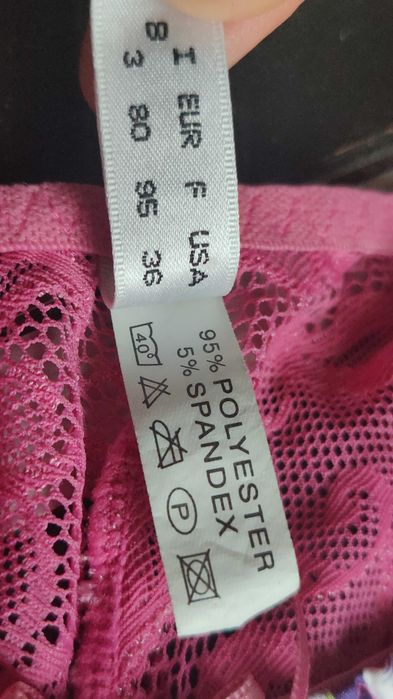 I EUR F USA
B
3 80 95 36
95% POLYESTER
5% SPANDEX
40° P